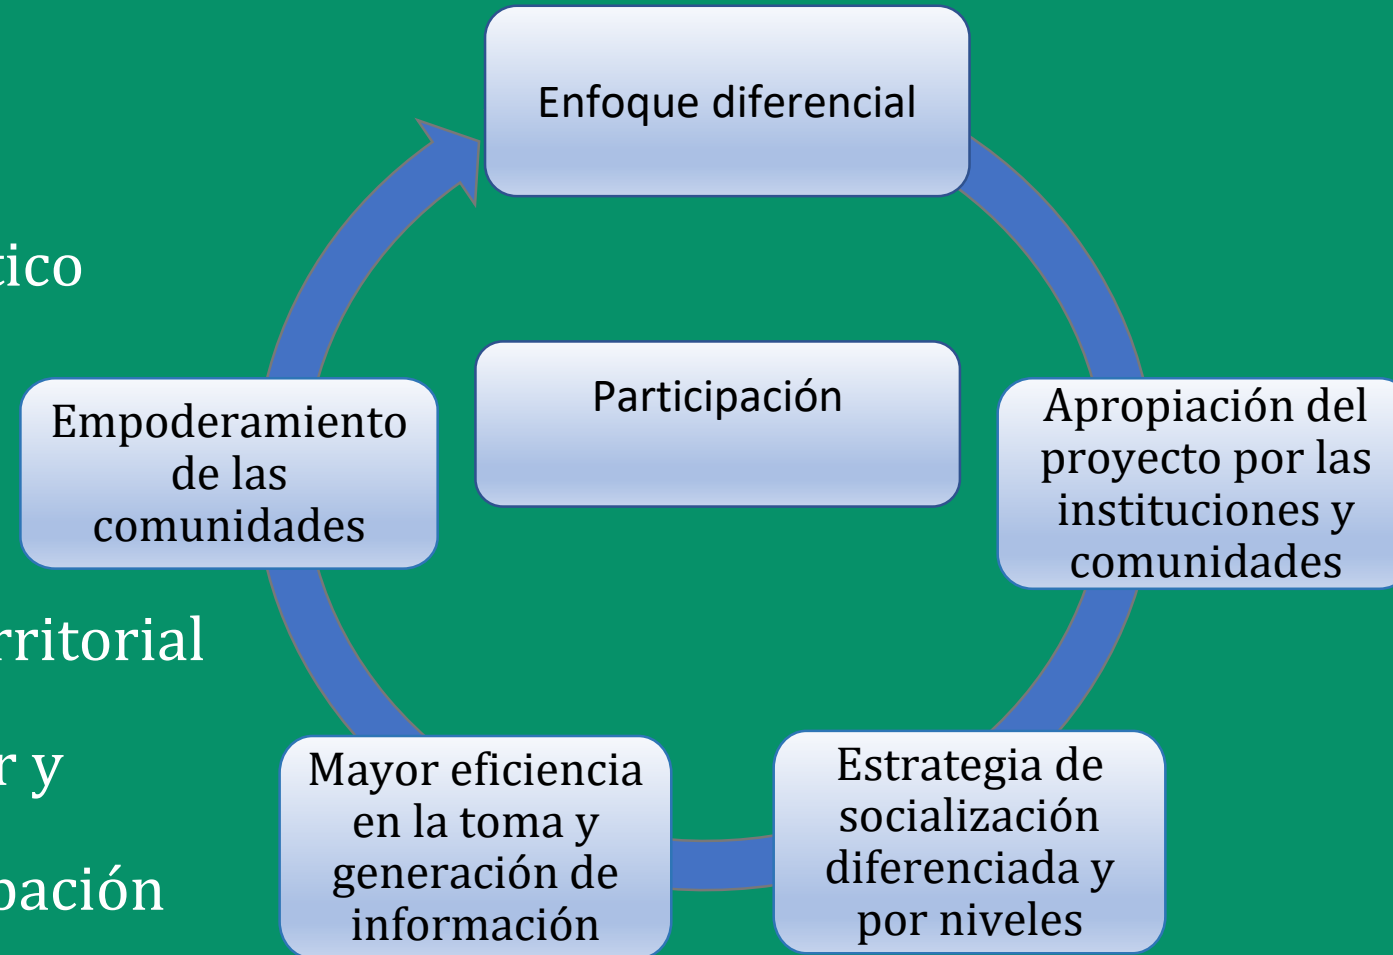 tico
rritorial
r y
pación
Enfoque diferencial
Participación
Apropiación del
proyecto por las
instituciones y
comunidades
Estrategia de
socialización
diferenciada y
por niveles
Mayor eficiencia
en la toma y
generación de
información
Empoderamiento
de las
comunidades